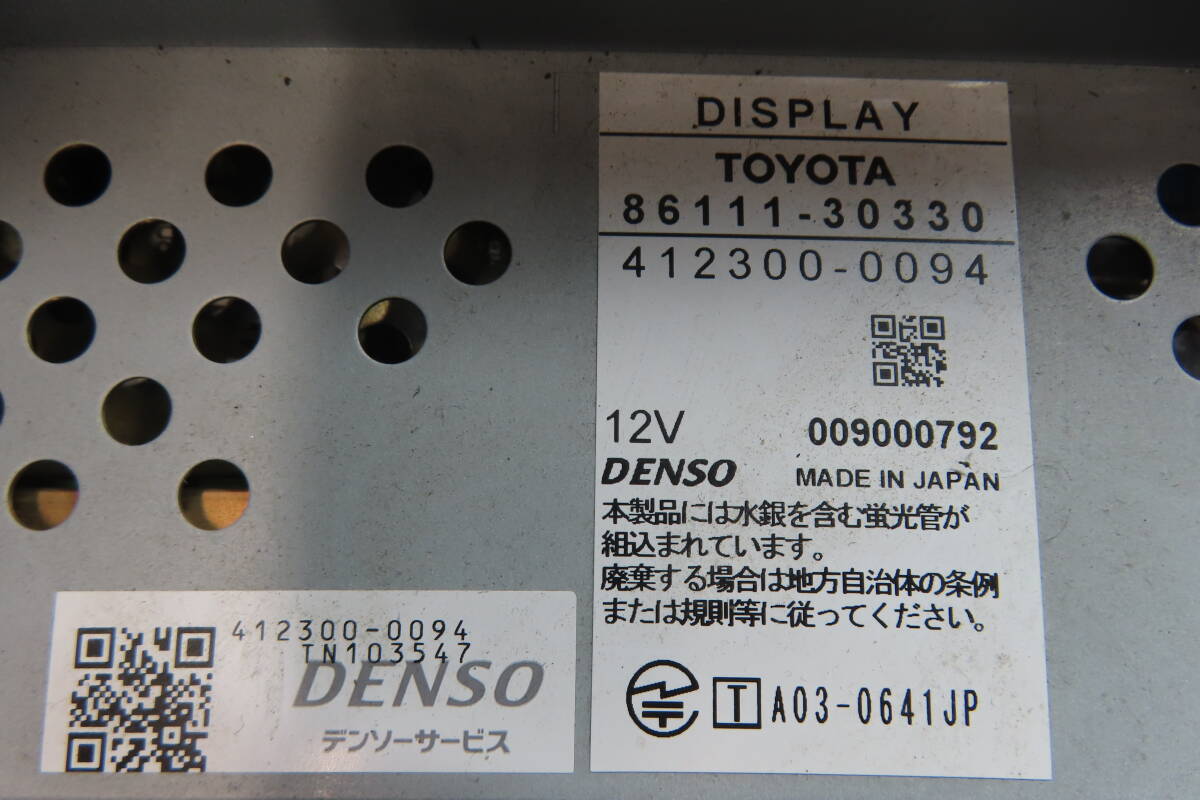 DISPLAY
TOYOTA
86111-30330
412300-0094
12V 009000792
DENSO MADE IN JAPAN
本製品には水銀を含む蛍光管が
組込まれています。
廃棄する場合は地方自治体の条例
または規則等に従ってください。
T A03-0641JP
412300-0094
TN103547
DENSO
デンソーサービス